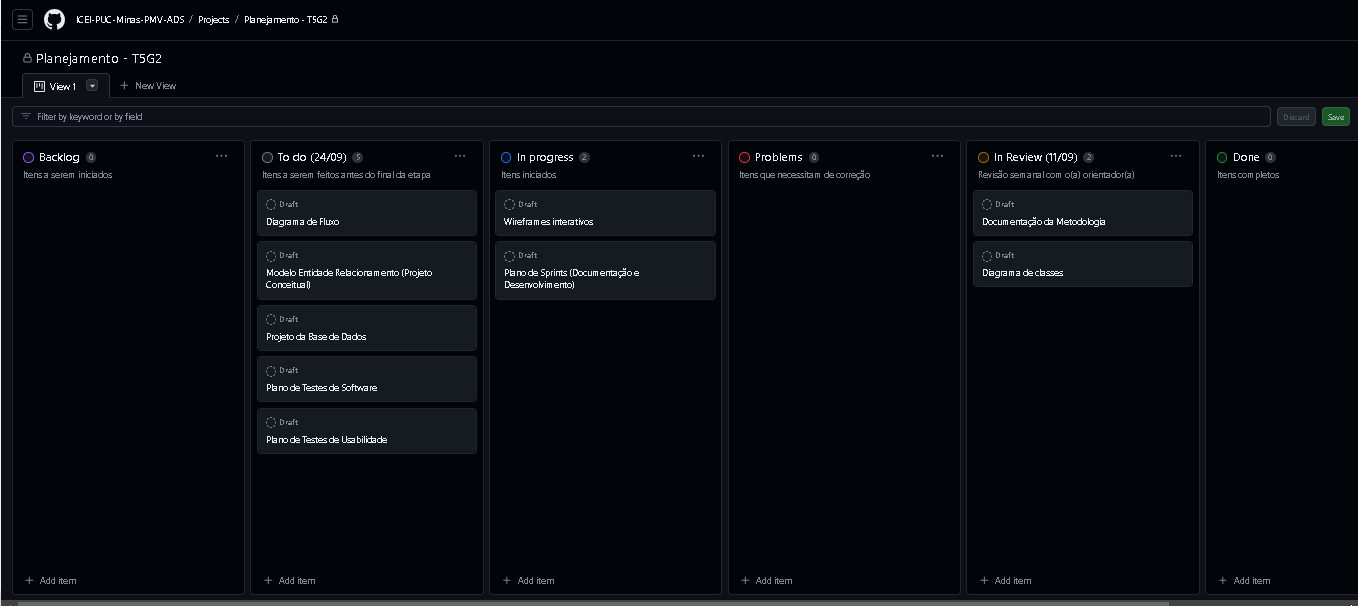 ICEI-PUC-Minas-PMV-ADS / Projects / Planejamento - T5G2
Planejamento - T5G2
View 1
New View
Filter by keyword or by field
Discard
Save
Backlog 0
Itens a serem iniciados
Add item
To do (24/09) 5
Itens a serem feitos antes do final da etapa
Draft
Diagrama de Fluxo
Draft
Modelo Entidade Relacionamento (Projeto
Conceitual)
Draft
Projeto da Base de Dados
Draft
Plano de Testes de Software
Draft
Plano de Testes de Usabilidade
Add item
In progress 2
Itens iniciados
Draft
Wireframes interativos
Draft
Plano de Sprints (Documentação e
Desenvolvimento)
Add item
Problems 0
Itens que necessitam de correção
Add item
In Review (11/09) 2
Revisão semanal com o(a) orientador(a)
Draft
Documentação da Metodologia
Draft
Diagrama de classes
Add item
Done 0
Itens completos
Add item